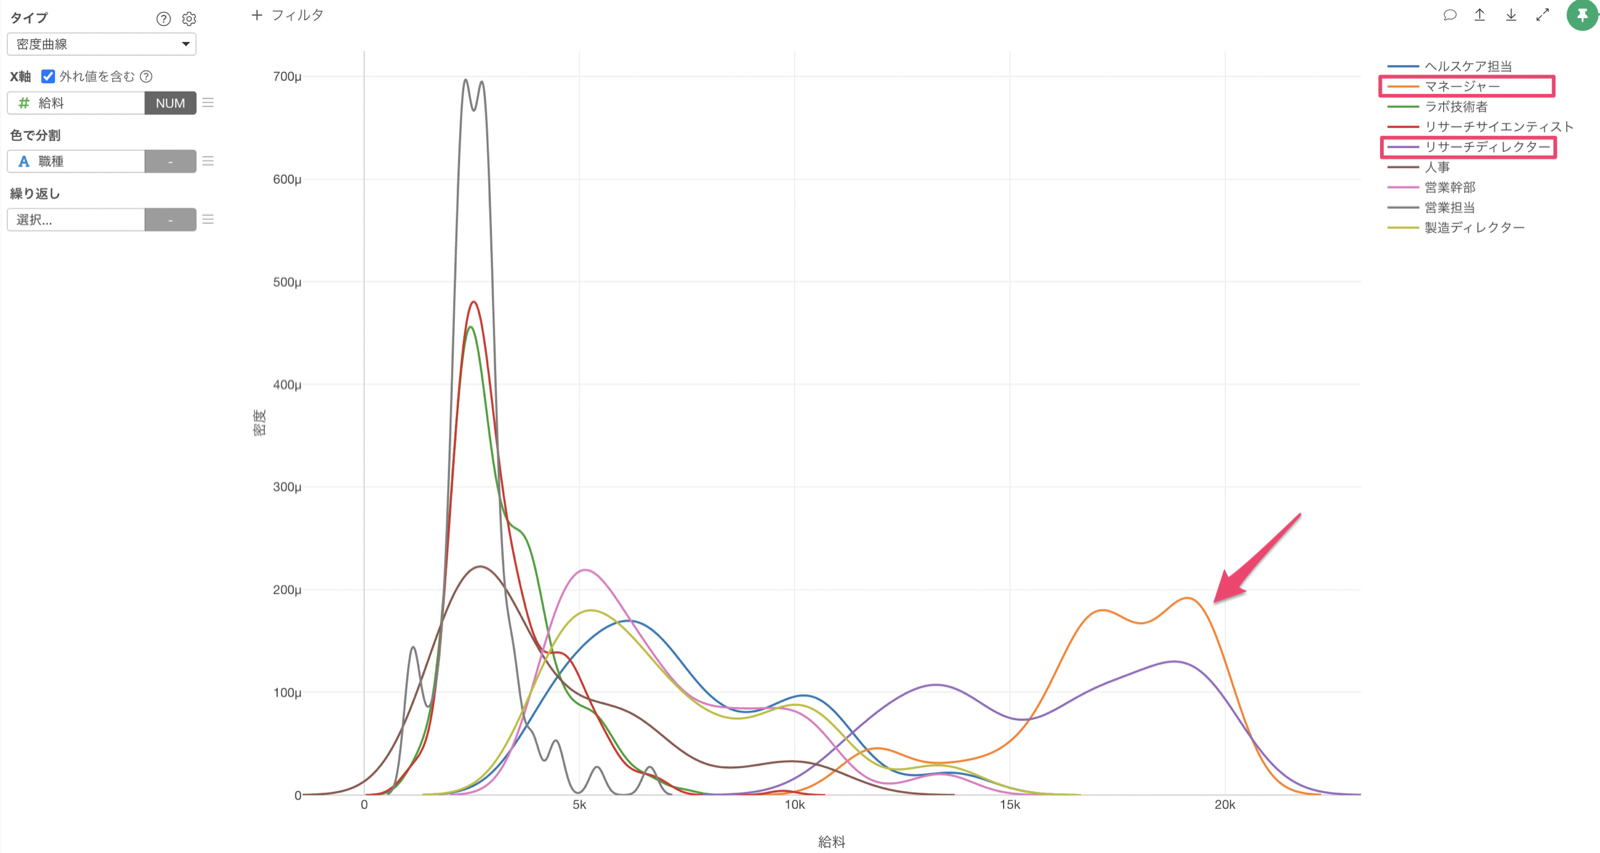 タイプ
密度曲線
X軸 外れ値を含む
# 給料 NUM
色で分割
A 職種 -
繰り返し
選択... -
+ フィルタ
700μ
600μ
500μ
400μ
300μ
200μ
100μ
0
密度
0 5k 10k 15k 20k
給料
ヘルスケア担当
マネージャー
ラボ技術者
リサーチサイエンティスト
リサーチディレクター
人事
営業幹部
営業担当
製造ディレクター